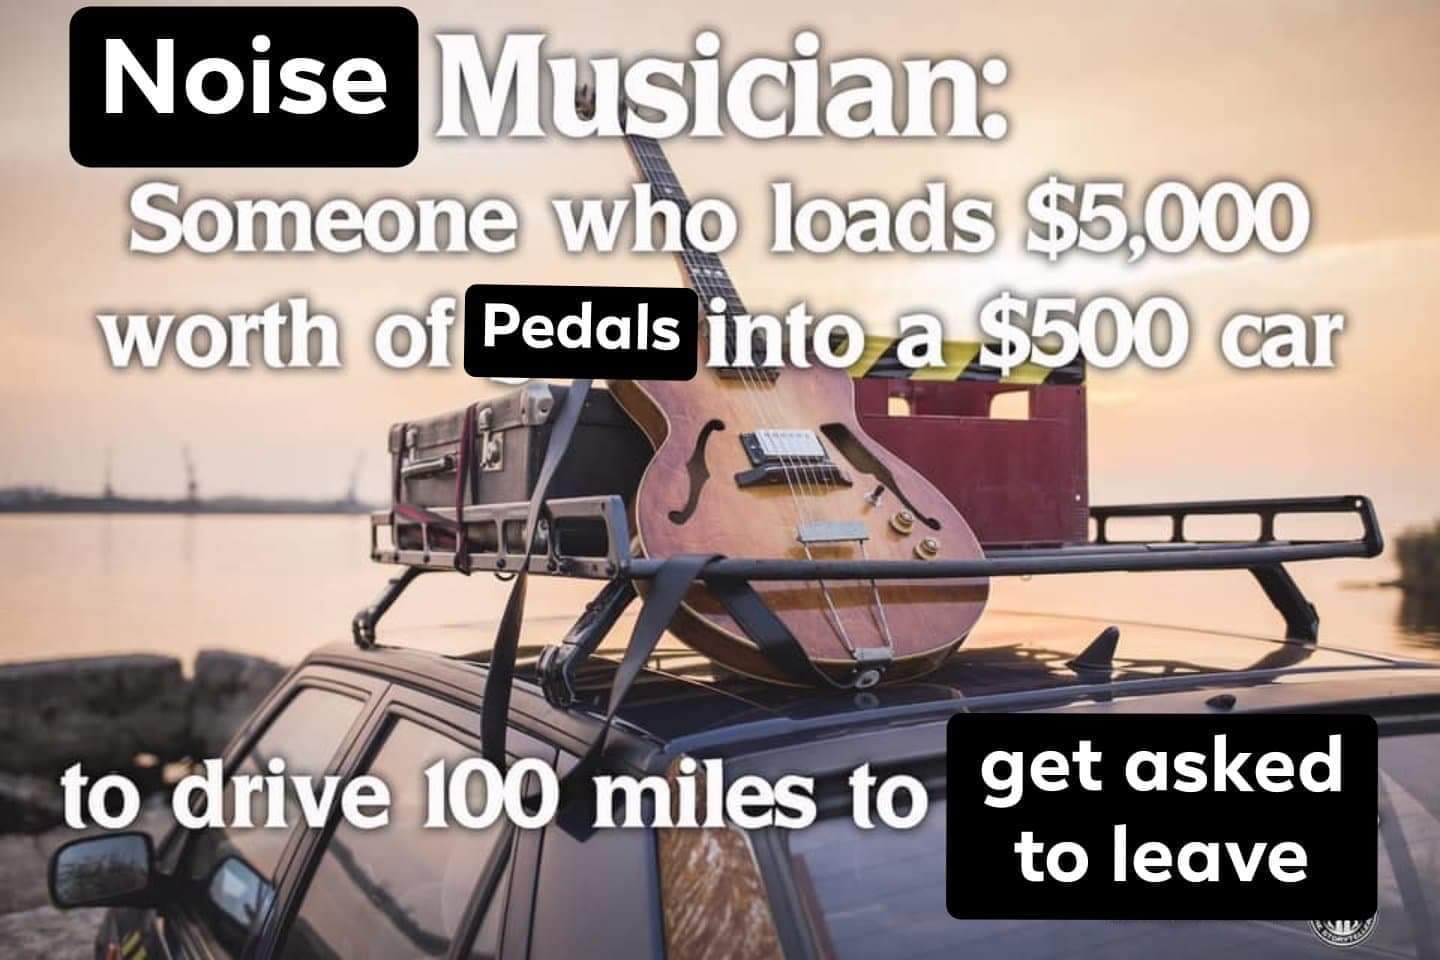 Noise Musician:
Someone who loads $5,000
worth of Pedals into a $500 car
to drive 100 miles to get asked
to leave